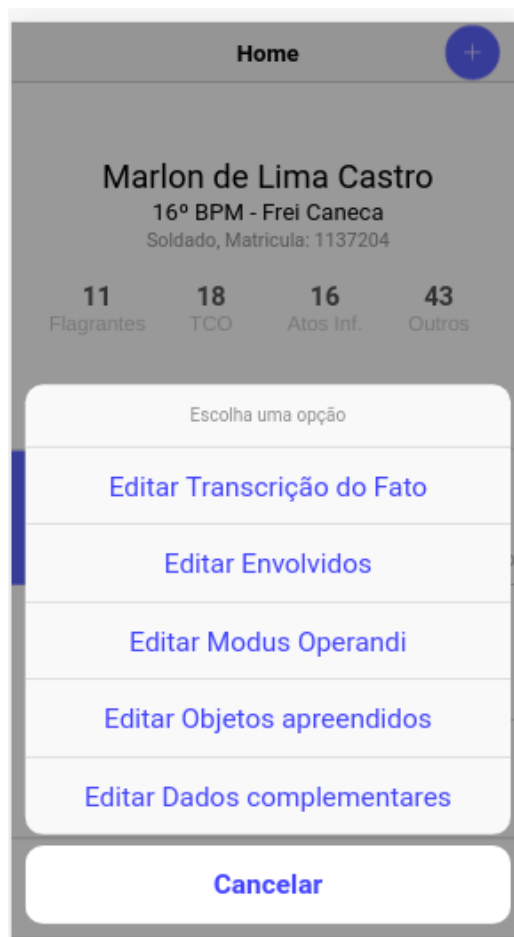 Home
+
Marlon de Lima Castro
16º BPM - Frei Caneca
Soldado, Matricula: 1137204
11 18 16 43
Flagrantes TCO Atos Inf. Outros
Escolha uma opção
Editar Transcrição do Fato
Editar Envolvidos
Editar Modus Operandi
Editar Objetos apreendidos
Editar Dados complementares
Cancelar